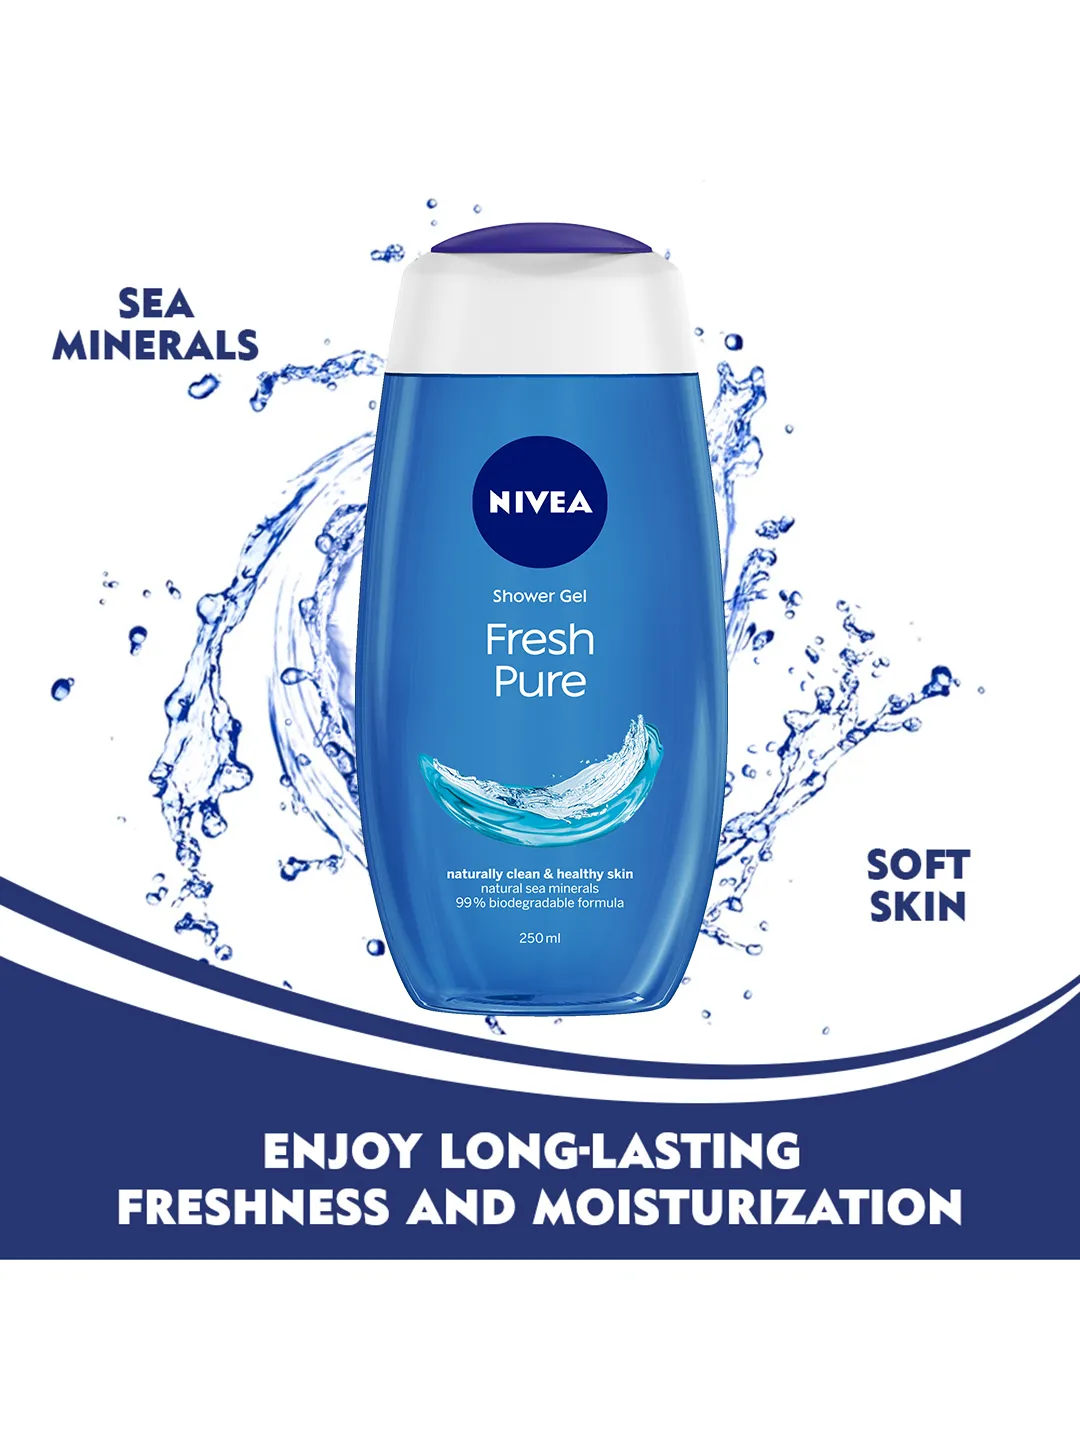 SEA
MINERALS
NIVEA
Shower Gel
Fresh
Pure
naturally clean & healthy skin
natural sea minerals
99% biodegradable formula
250 ml
SOFT
SKIN
ENJOY LONG-LASTING
FRESHNESS AND MOISTURIZATION